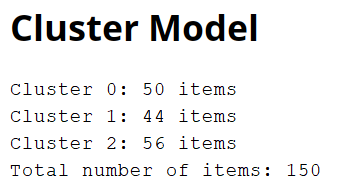 Cluster Model
Cluster 0: 50 items
Cluster 1: 44 items
Cluster 2: 56 items
Total number of items: 150